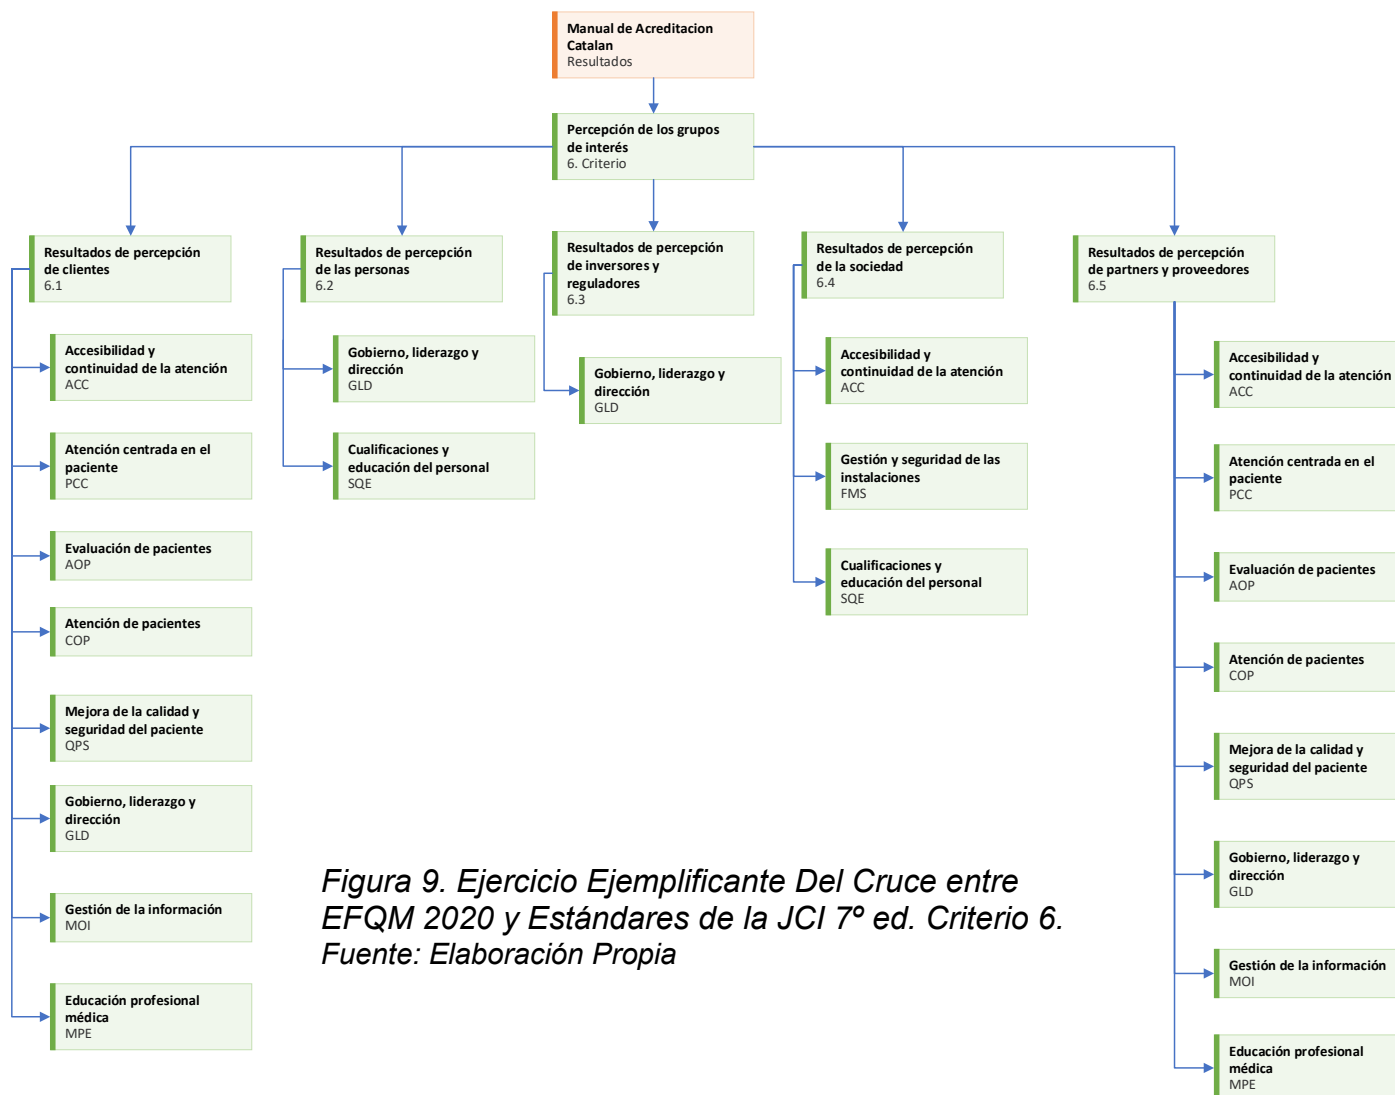 Manual de Acreditacion
Catalan
Resultados
Percepción de los grupos
de interés
6. Criterio
Resultados de percepción
de clientes
6.1
Accesibilidad y
continuidad de la atención
ACC
Atención centrada en el
paciente
PCC
Evaluación de pacientes
AOP
Atención de pacientes
COP
Mejora de la calidad y
seguridad del paciente
QPS
Gobierno, liderazgo y
dirección
GLD
Gestión de la información
MOI
Educación profesional
médica
MPE
Resultados de percepción
de las personas
6.2
Gobierno, liderazgo y
dirección
GLD
Cualificaciones y
educación del personal
SQE
Resultados de percepción
de inversores y
reguladores
6.3
Gobierno, liderazgo y
dirección
GLD
Resultados de percepción
de la sociedad
6.4
Accesibilidad y
continuidad de la atención
ACC
Gestión y seguridad de las
instalaciones
FMS
Cualificaciones y
educación del personal
SQE
Resultados de percepción
de partners y proveedores
6.5
Accesibilidad y
continuidad de la atención
ACC
Atención centrada en el
paciente
PCC
Evaluación de pacientes
AOP
Atención de pacientes
COP
Mejora de la calidad y
seguridad del paciente
QPS
Gobierno, liderazgo y
dirección
GLD
Gestión de la información
MOI
Educación profesional
médica
MPE
Figura 9. Ejercicio Ejemplificante Del Cruce entre
EFQM 2020 y Estándares de la JCI 7º ed. Criterio 6.
Fuente: Elaboración Propia